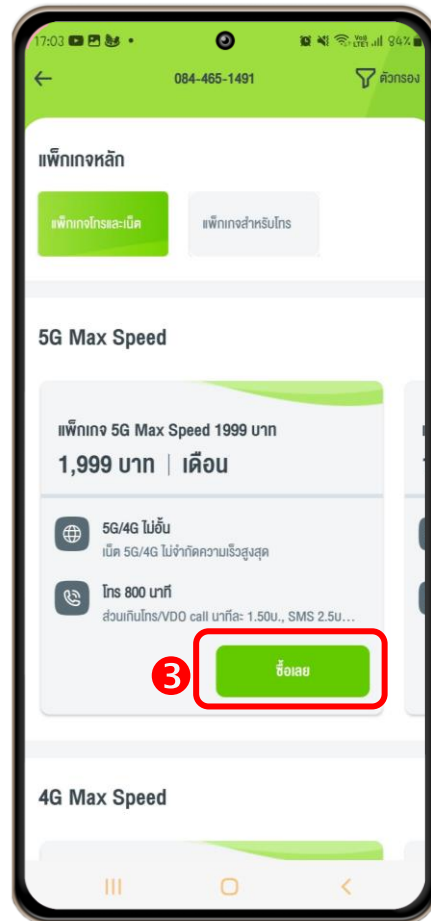 17:03
84%
084-465-1491
ตัวกรอง
แพ็กเกจหลัก
แพ็กเกจโทรและเน็ต
แพ็กเกจสำหรับโทร
5G Max Speed
แพ็กเกจ 5G Max Speed 1999 บาท
1,999 บาท | เดือน
5G/4G ไม่อั้น
เน็ต 5G/4G ไม่จำกัดความเร็วสูงสุด
โทร 800 นาที
ส่วนเกินโทร/VDO call นาทีละ 1.50บ., SMS 2.5บ...
3
ซื้อเลย
4G Max Speed